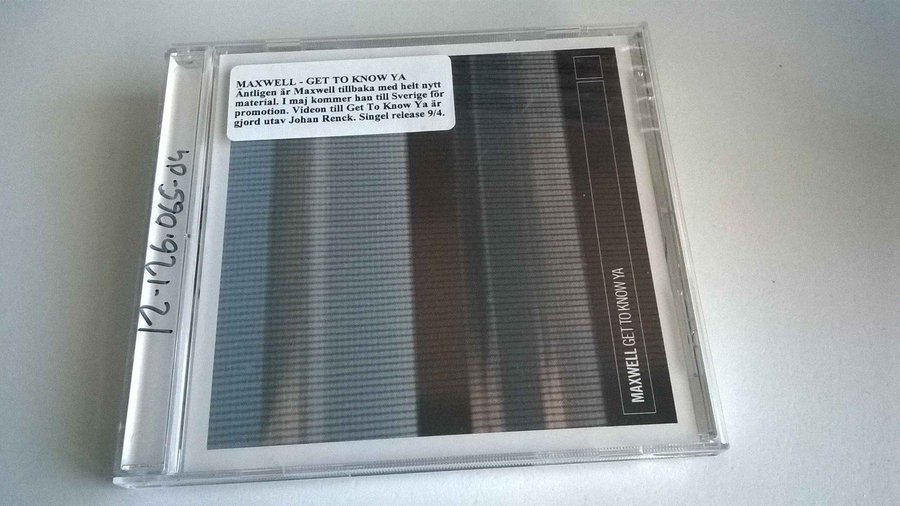 MAXWELL - GET TO KNOW YA
Äntligen är Maxwell tillbaka med helt nytt
material. I maj kommer han till Sverige för
promotion. Videon till Get To Know Ya är
gjord utav Johan Renck. Singel release 9/4.
12-126.065-d4
MAXWELL GET TO KNOW YA